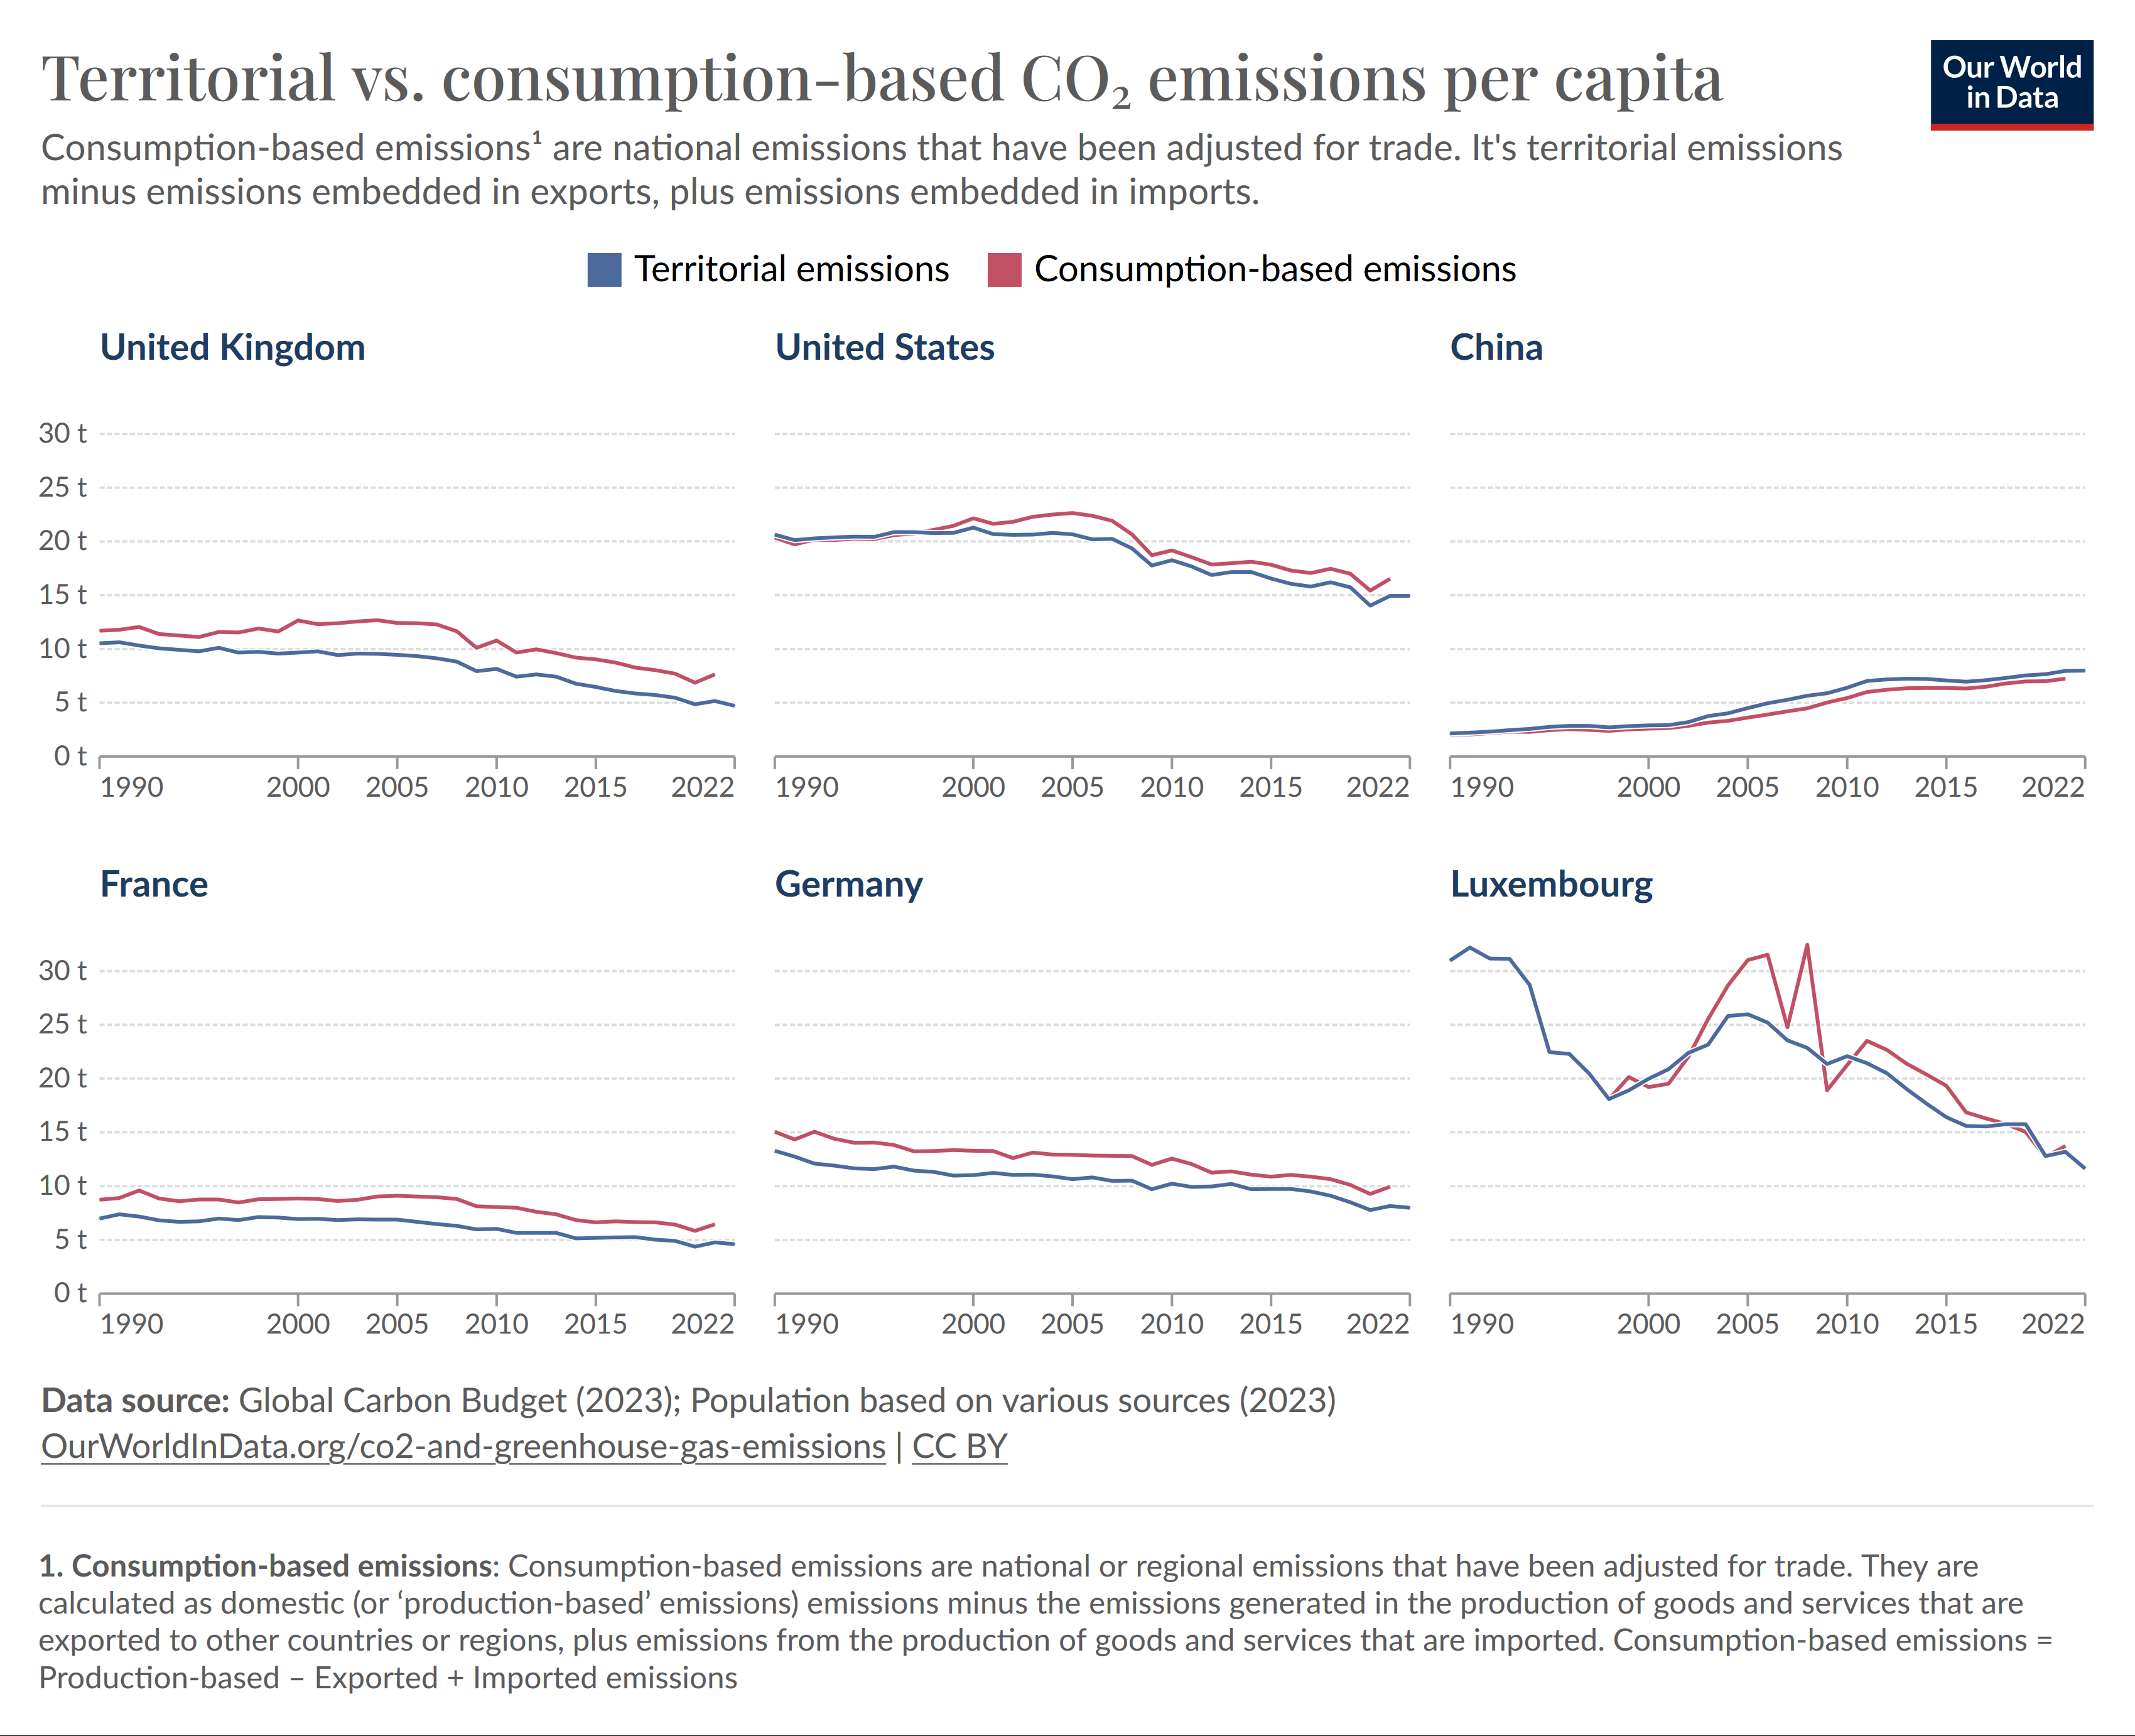 Territorial vs. consumption-based CO₂ emissions per capita
Our World
in Data
Consumption-based emissions¹ are national emissions that have been adjusted for trade. It's territorial emissions
minus emissions embedded in exports, plus emissions embedded in imports.
Territorial emissions Consumption-based emissions
United Kingdom United States China
30 t
25 t
20 t
15 t
10 t
5 t
0 t
1990 2000 2005 2010 2015 2022 1990 2000 2005 2010 2015 2022 1990 2000 2005 2010 2015 2022
France Germany Luxembourg
30 t
25 t
20 t
15 t
10 t
5 t
0 t
1990 2000 2005 2010 2015 2022 1990 2000 2005 2010 2015 2022 1990 2000 2005 2010 2015 2022
Data source: Global Carbon Budget (2023); Population based on various sources (2023)
OurWorldInData.org/co2-and-greenhouse-gas-emissions | CC BY
1. Consumption-based emissions: Consumption-based emissions are national or regional emissions that have been adjusted for trade. They are
calculated as domestic (or ‘production-based’ emissions) emissions minus the emissions generated in the production of goods and services that are
exported to other countries or regions, plus emissions from the production of goods and services that are imported. Consumption-based emissions =
Production-based – Exported + Imported emissions